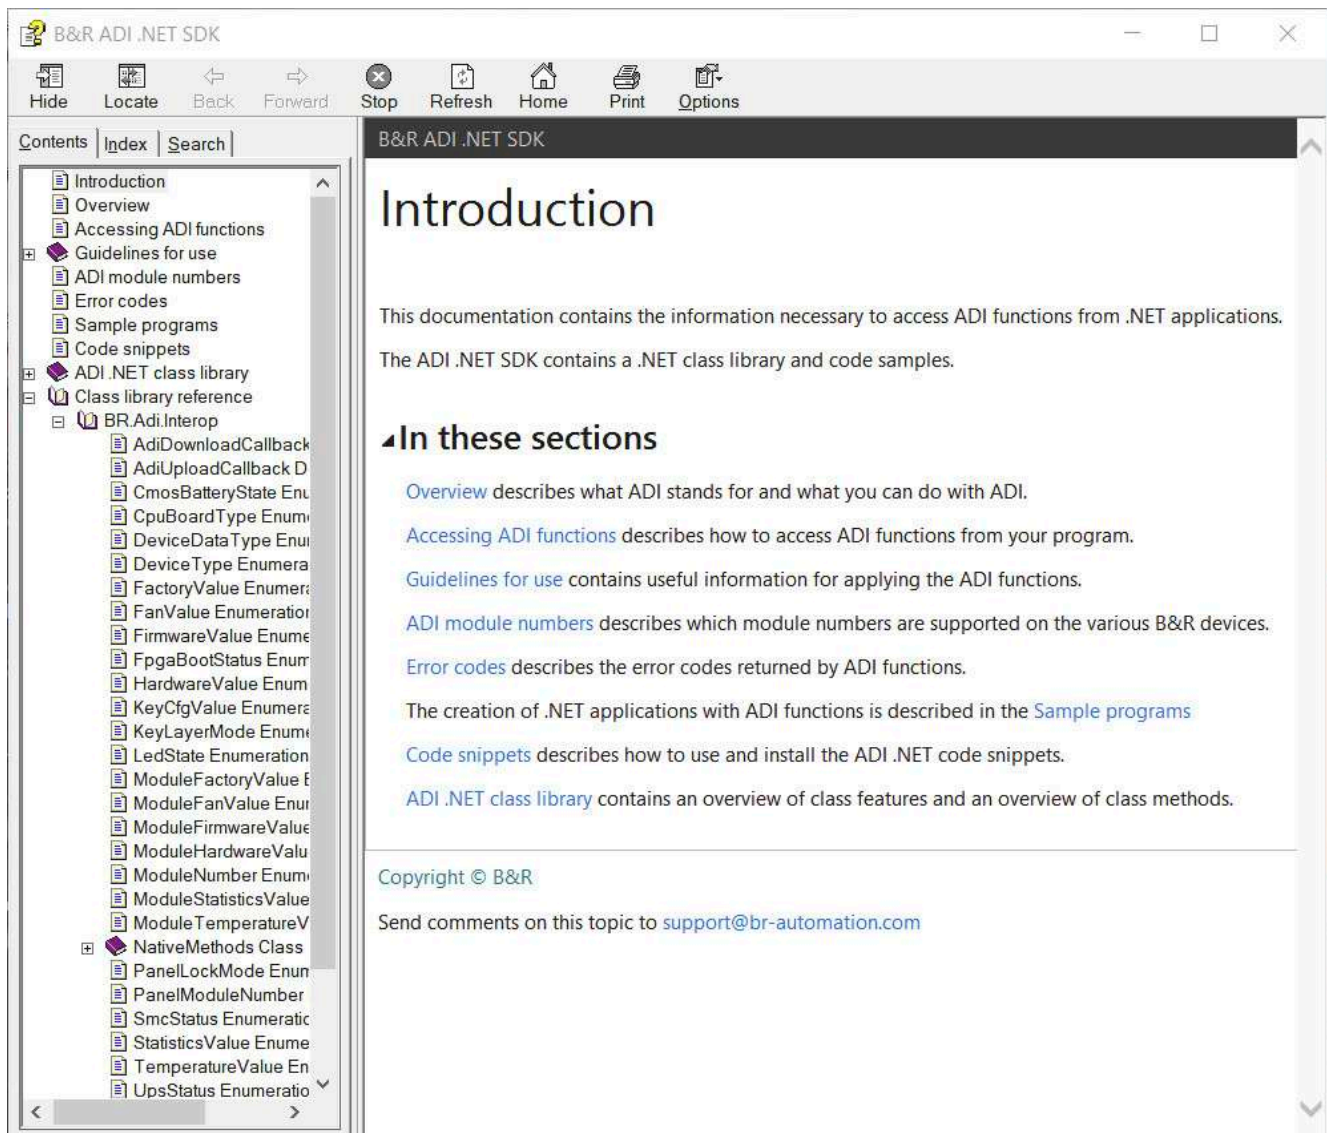 B&R ADI .NET SDK
Hide Locate Back Forward Stop Refresh Home Print Options
Contents Index Search
Introduction
Overview
Accessing ADI functions
Guidelines for use
ADI module numbers
Error codes
Sample programs
Code snippets
ADI .NET class library
Class library reference
BR.Adi.Interop
AdiDownloadCallback
AdiUploadCallback D
CmosBatteryState Enu
CpuBoardType Enum
DeviceDataType Enu
DeviceType Enumera
FactoryValue Enumer
FanValue Enumeration
FirmwareValue Enume
FpgaBootStatus Enum
HardwareValue Enum
KeyCfgValue Enumera
KeyLayerMode Enum
LedState Enumeration
ModuleFactoryValue E
ModuleFanValue Enu
ModuleFirmwareValue
ModuleHardwareValu
ModuleNumber Enum
ModuleStatisticsValue
ModuleTemperatureV
NativeMethods Class
PanelLockMode Enum
PanelModuleNumber
SmcStatus Enumeratio
StatisticsValue Enume
TemperatureValue En
UpsStatus Enumeratio
B&R ADI .NET SDK
Introduction
This documentation contains the information necessary to access ADI functions from .NET applications.
The ADI .NET SDK contains a .NET class library and code samples.
In these sections
Overview describes what ADI stands for and what you can do with ADI.
Accessing ADI functions describes how to access ADI functions from your program.
Guidelines for use contains useful information for applying the ADI functions.
ADI module numbers describes which module numbers are supported on the various B&R devices.
Error codes describes the error codes returned by ADI functions.
The creation of .NET applications with ADI functions is described in the Sample programs
Code snippets describes how to use and install the ADI .NET code snippets.
ADI .NET class library contains an overview of class features and an overview of class methods.
Copyright © B&R
Send comments on this topic to support@br-automation.com